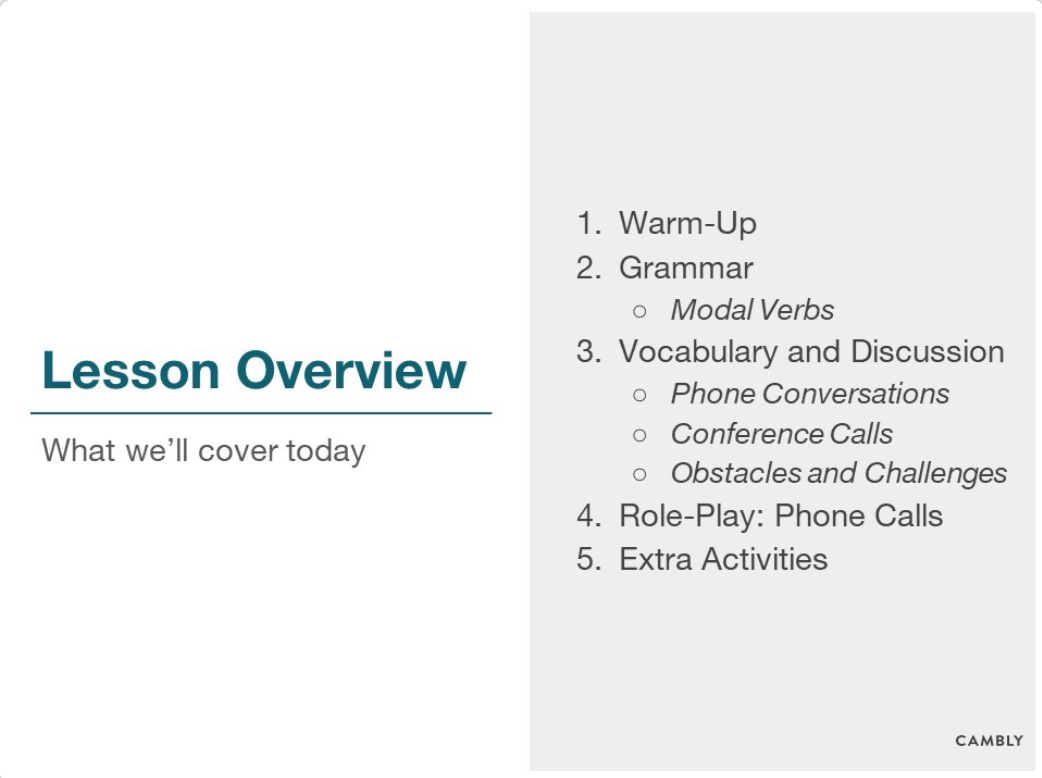 Lesson Overview
What we’ll cover today
1. Warm-Up
2. Grammar
○ Modal Verbs
3. Vocabulary and Discussion
○ Phone Conversations
○ Conference Calls
○ Obstacles and Challenges
4. Role-Play: Phone Calls
5. Extra Activities
CAMBLY